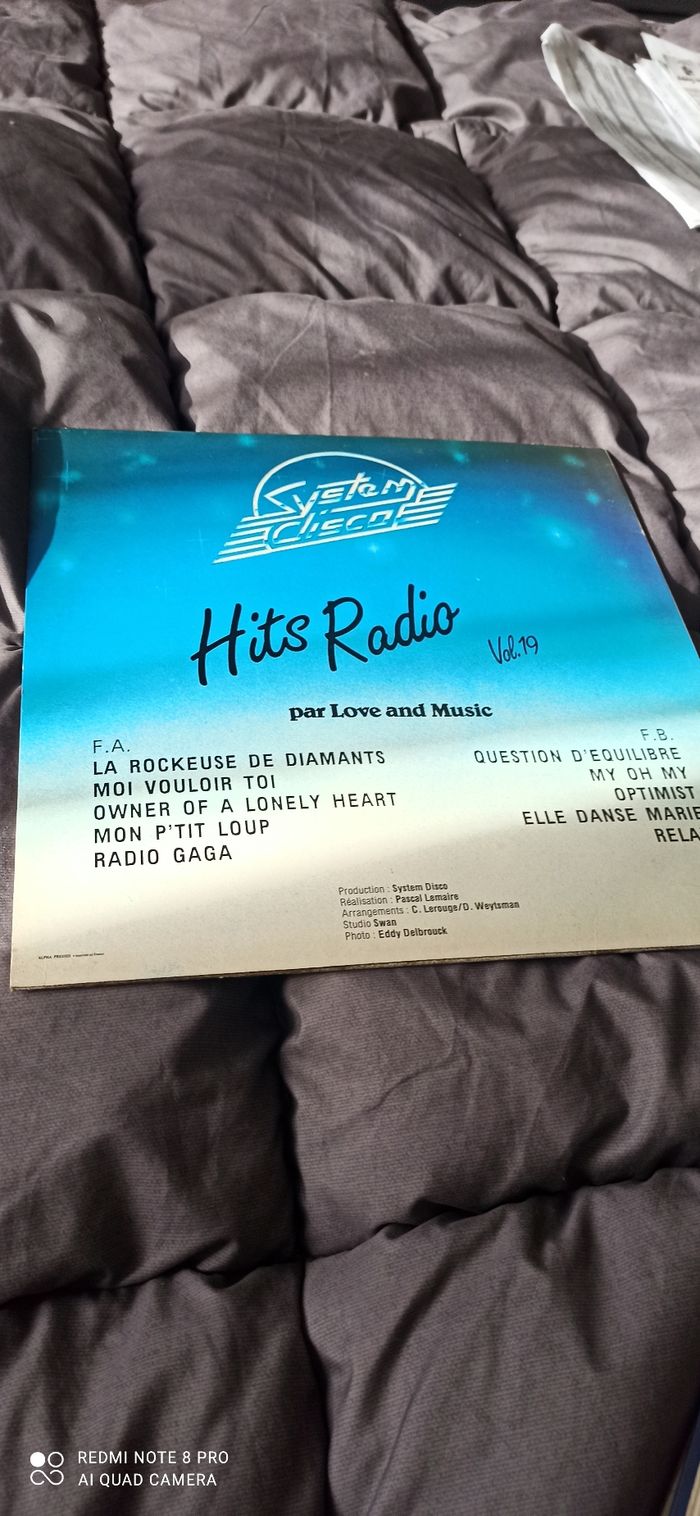 System
Disco
Hits Radio
Vol.19
par Love and Music
F.A.
LA ROCKEUSE DE DIAMANTS
MOI VOULOIR TOI
OWNER OF A LONELY HEART
MON P'TIT LOUP
RADIO GAGA
F.B.
QUESTION D'EQUILIBRE
MY OH MY
OPTIMIST
ELLE DANSE MARIE
RELA
Production : System Disco
Réalisation : Pascal Lemaire
Arrangements : C. Lerouge/D. Weytsman
Studio Swan
Photo : Eddy Delbrouck
REDMI NOTE 8 PRO
AI QUAD CAMERA